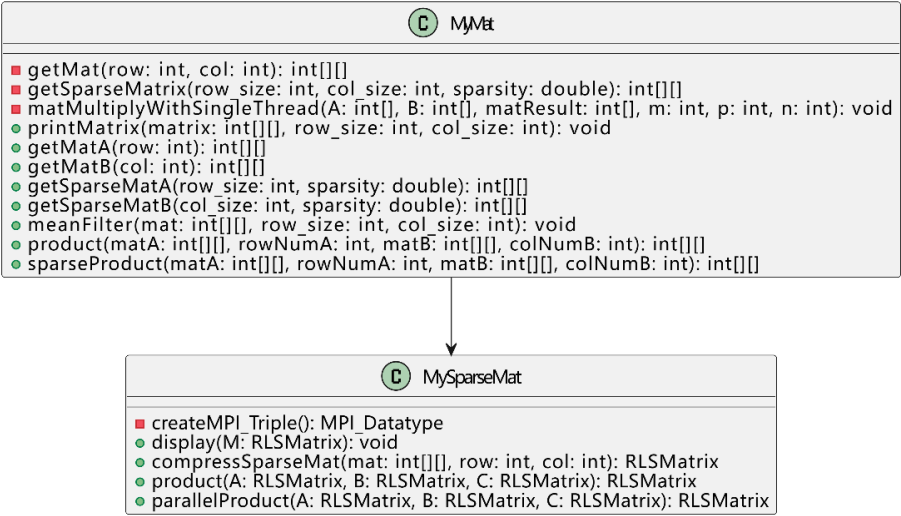 C MyMat
getMat(row: int, col: int): int[][]
getSparseMatrix(row_size: int, col_size: int, sparsity: double): int[][]
matMultiplyWithSingleThread(A: int[], B: int[], matResult: int[], m: int, p: int, n: int): void
printMatrix(matrix: int[][], row_size: int, col_size: int): void
getMatA(row: int): int[][]
getMatB(col: int): int[][]
getSparseMatA(row_size: int, sparsity: double): int[][]
getSparseMatB(col_size: int, sparsity: double): int[][]
meanFilter(mat: int[][], row_size: int, col_size: int): void
product(matA: int[][], rowNumA: int, matB: int[][], colNumB: int): int[][]
sparseProduct(matA: int[][], rowNumA: int, matB: int[][], colNumB: int): int[][]
C MySparseMat
createMPI_Triple(): MPI_Datatype
display(M: RLSMatrix): void
compressSparseMat(mat: int[][], row: int, col: int): RLSMatrix
product(A: RLSMatrix, B: RLSMatrix, C: RLSMatrix): RLSMatrix
parallelProduct(A: RLSMatrix, B: RLSMatrix, C: RLSMatrix): RLSMatrix